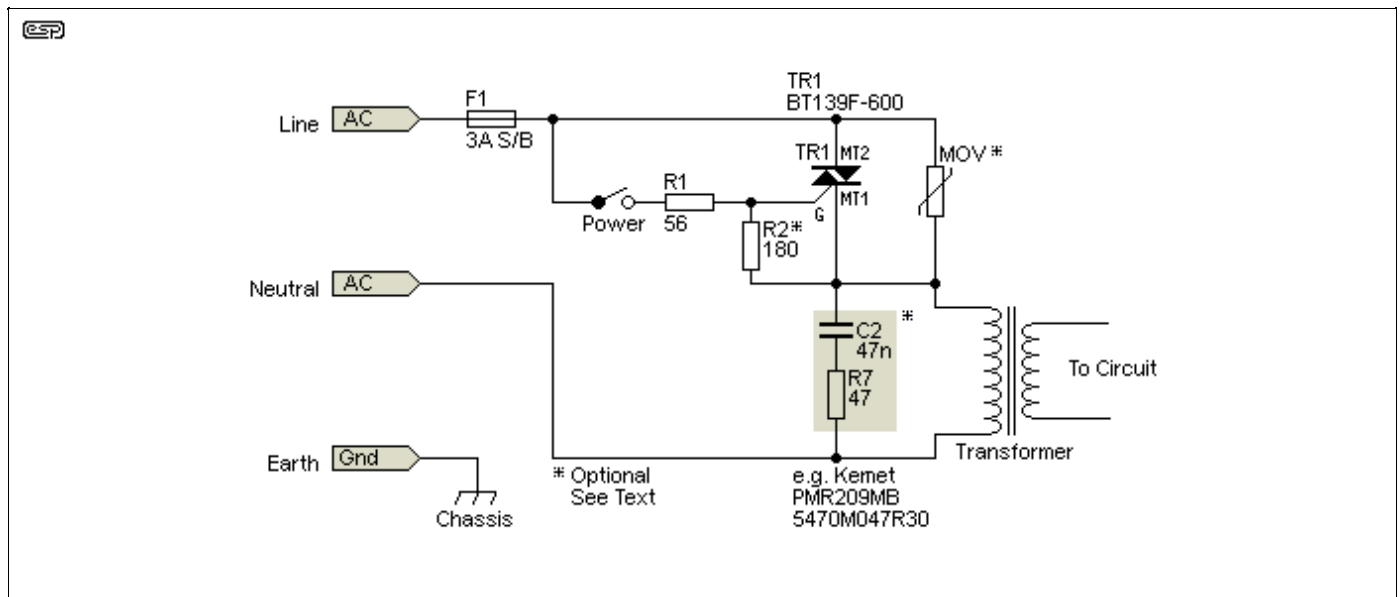 esp
TR1
BT139F-600
F1
Line
AC
3A S/B
TR1
MT2
MOV *
R1
MT1
G
Power
56
R2*
180
Neutral
AC
*
C2
47n
R7
47
To Circuit
Transformer
Earth
Gnd
* Optional
See Text
e.g. Kemet
PMR209MB
5470M047R30
Chassis